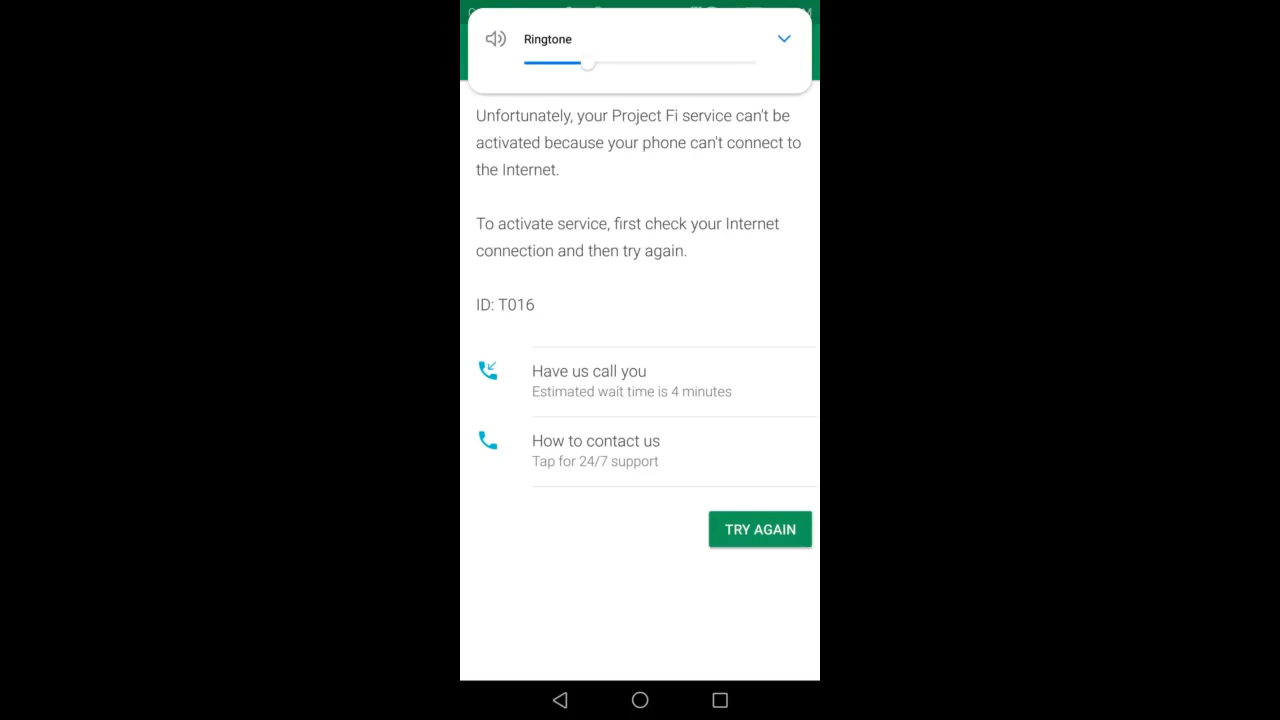 Ringtone
Unfortunately, your Project Fi service can't be
activated because your phone can't connect to
the Internet.
To activate service, first check your Internet
connection and then try again.
ID: T016
Have us call you
Estimated wait time is 4 minutes
How to contact us
Tap for 24/7 support
TRY AGAIN